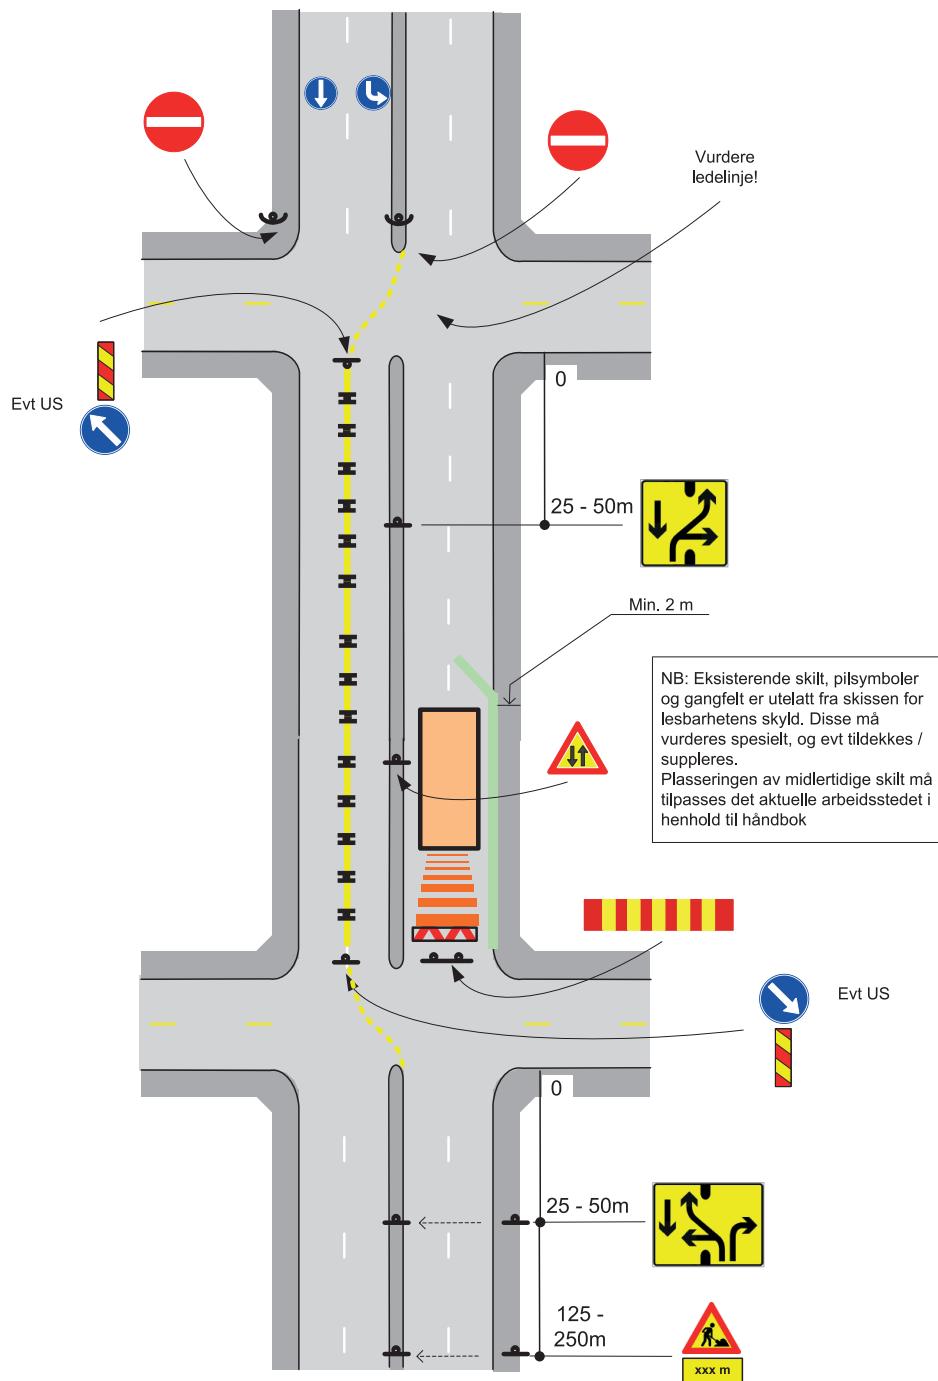 Vurdere
ledelinje!
Evt US
0
25 - 50m
Min. 2 m
NB: Eksisterende skilt, pilsymboler
og gangfelt er utelatt fra skissen for
lesbarhetens skyld. Disse må
vurderes spesielt, og evt tildekkes /
suppleres.
Plasseringen av midlertidige skilt må
tilpasses det aktuelle arbeidsstedet i
henhold til håndbok
Evt US
0
25 - 50m
125 -
250m
xxx m